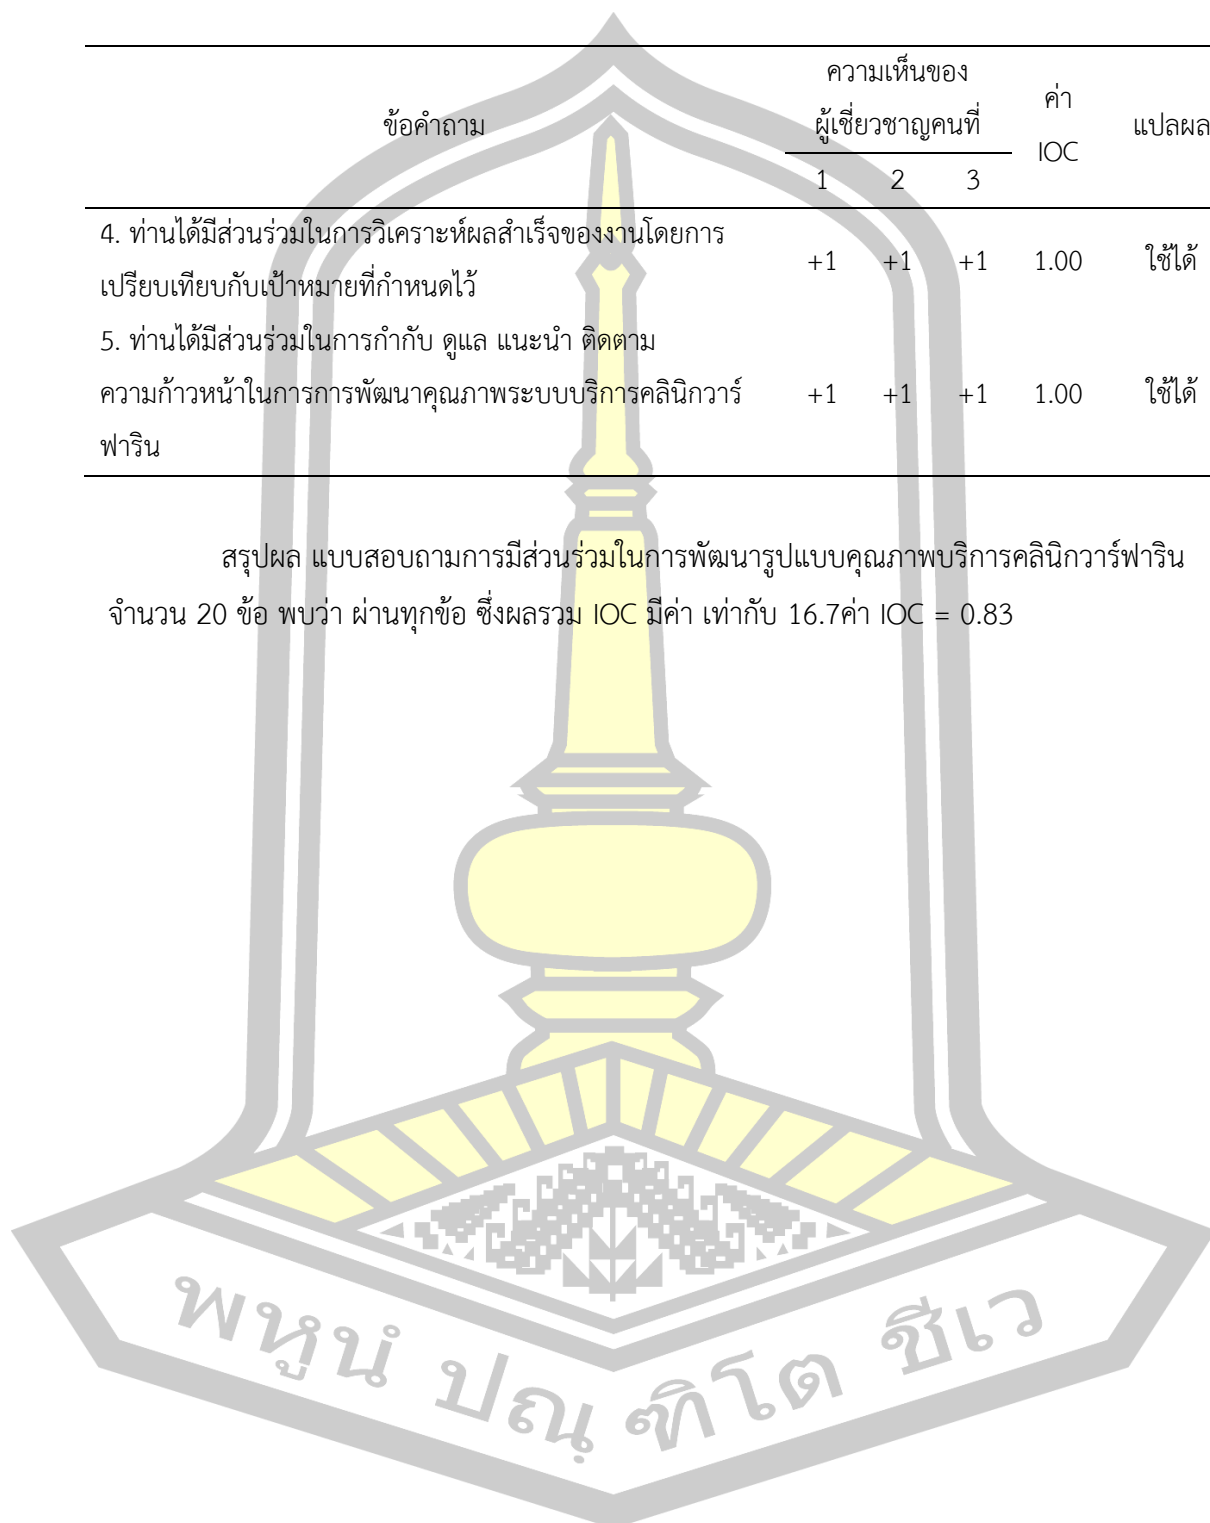 ข้อคำถาม
ความเห็นของ
ผู้เชี่ยวชาญคนที่
ค่า
IOC
แปลผล
1 2 3
4. ท่านได้มีส่วนร่วมในการวิเคราะห์ผลสำเร็จของงานโดยการ
เปรียบเทียบกับเป้าหมายที่กำหนดไว้
+1 +1 +1 1.00 ใช้ได้
5. ท่านได้มีส่วนร่วมในการกำกับ ดูแล แนะนำ ติดตาม
ความก้าวหน้าในการการพัฒนาคุณภาพระบบบริการคลินิกวาร์
ฟาริน
+1 +1 +1 1.00 ใช้ได้
สรุปผล แบบสอบถามการมีส่วนร่วมในการพัฒนารูปแบบคุณภาพบริการคลินิกวาร์ฟาริน
จำนวน 20 ข้อ พบว่า ผ่านทุกข้อ ซึ่งผลรวม IOC มีค่า เท่ากับ 16.7ค่า IOC = 0.83
พหูนํ ปณฺฑิโต ชีเว